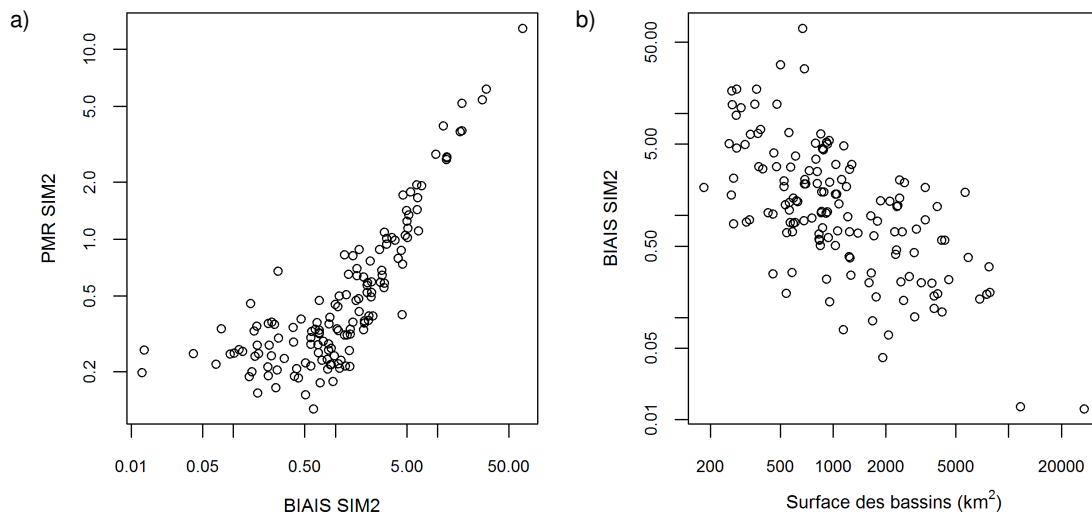 a)
PMR SIM2
10.0
5.0
2.0
1.0
0.5
0.2
0.01 0.05 0.50 5.00 50.00
BIAIS SIM2
b)
BIAIS SIM2
50.00
5.00
0.50
0.05
0.01
200 500 1000 2000 5000 20000
Surface des bassins (km²)